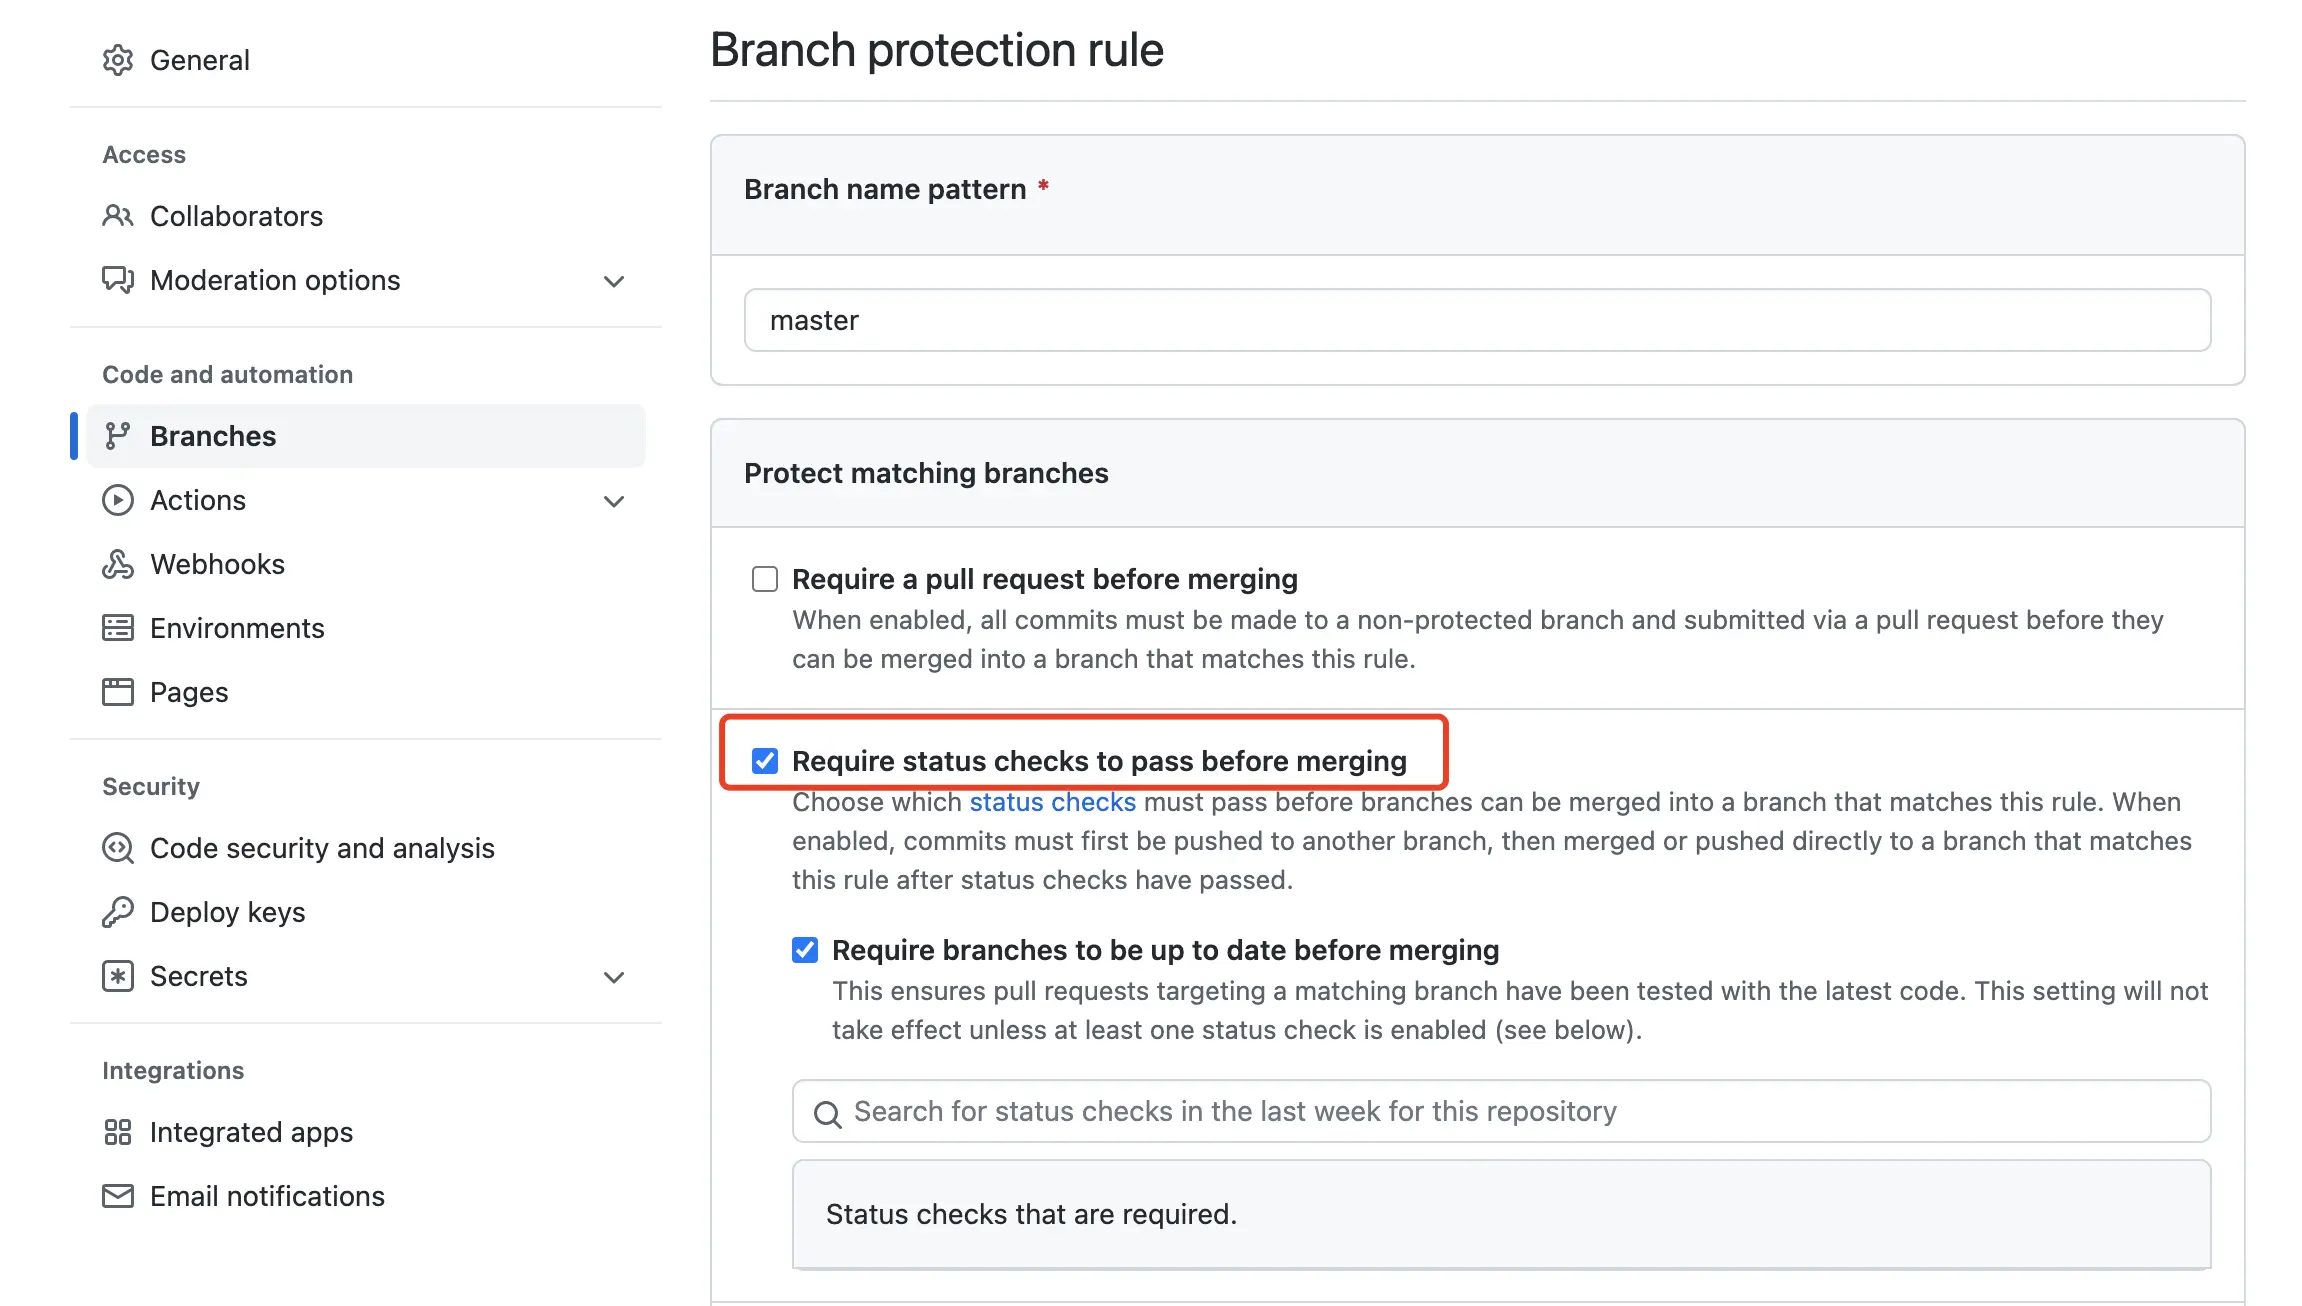 General
Access
Collaborators
Moderation options
Code and automation
Branches
Actions
Webhooks
Environments
Pages
Security
Code security and analysis
Deploy keys
Secrets
Integrations
Integrated apps
Email notifications
Branch protection rule
Branch name pattern *
master
Protect matching branches
Require a pull request before merging
When enabled, all commits must be made to a non-protected branch and submitted via a pull request before they
can be merged into a branch that matches this rule.
Require status checks to pass before merging
Choose which status checks must pass before branches can be merged into a branch that matches this rule. When
enabled, commits must first be pushed to another branch, then merged or pushed directly to a branch that matches
this rule after status checks have passed.
Require branches to be up to date before merging
This ensures pull requests targeting a matching branch have been tested with the latest code. This setting will not
take effect unless at least one status check is enabled (see below).
Search for status checks in the last week for this repository
Status checks that are required.